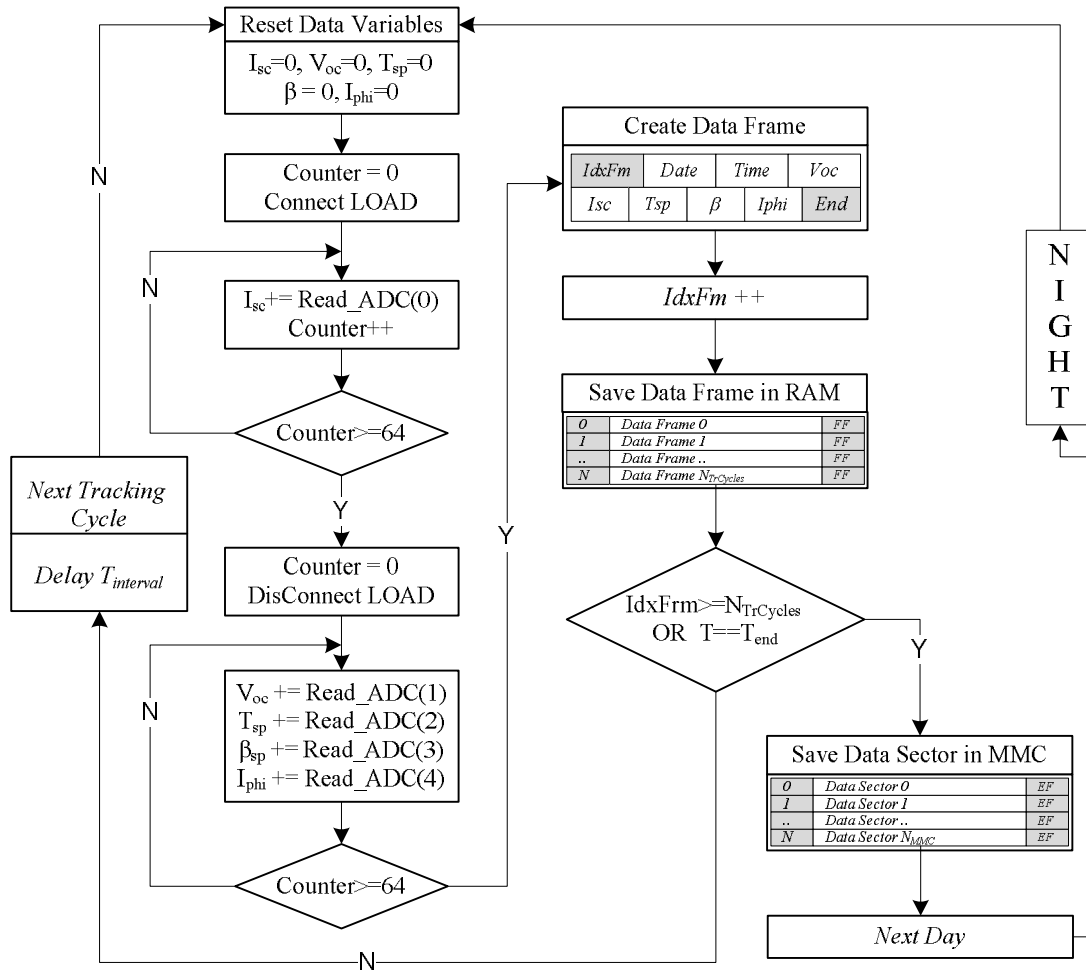 Reset Data Variables
I_sc=0, V_oc=0, T_sp=0
β = 0, I_phi=0
Counter = 0
Connect LOAD
N
N
I_sc+= Read_ADC(0)
Counter++
Counter>=64
Y
Next Tracking
Cycle
Delay T_interval
Counter = 0
DisConnect LOAD
N
V_oc += Read_ADC(1)
T_sp += Read_ADC(2)
β_sp += Read_ADC(3)
I_phi += Read_ADC(4)
Counter>=64
Y
Create Data Frame
IdxFm Date Time Voc
Isc Tsp β Iphi End
IdxFm ++
Save Data Frame in RAM
0 Data Frame 0 FF
1 Data Frame 1 FF
.. Data Frame .. FF
N Data Frame N_TrCycles FF
IdxFrm>=N_TrCycles
OR T==T_end
Y
N
Save Data Sector in MMC
0 Data Sector 0 EF
1 Data Sector 1 EF
.. Data Sector .. EF
N Data Sector N_MMC EF
Next Day
N
I
G
H
T